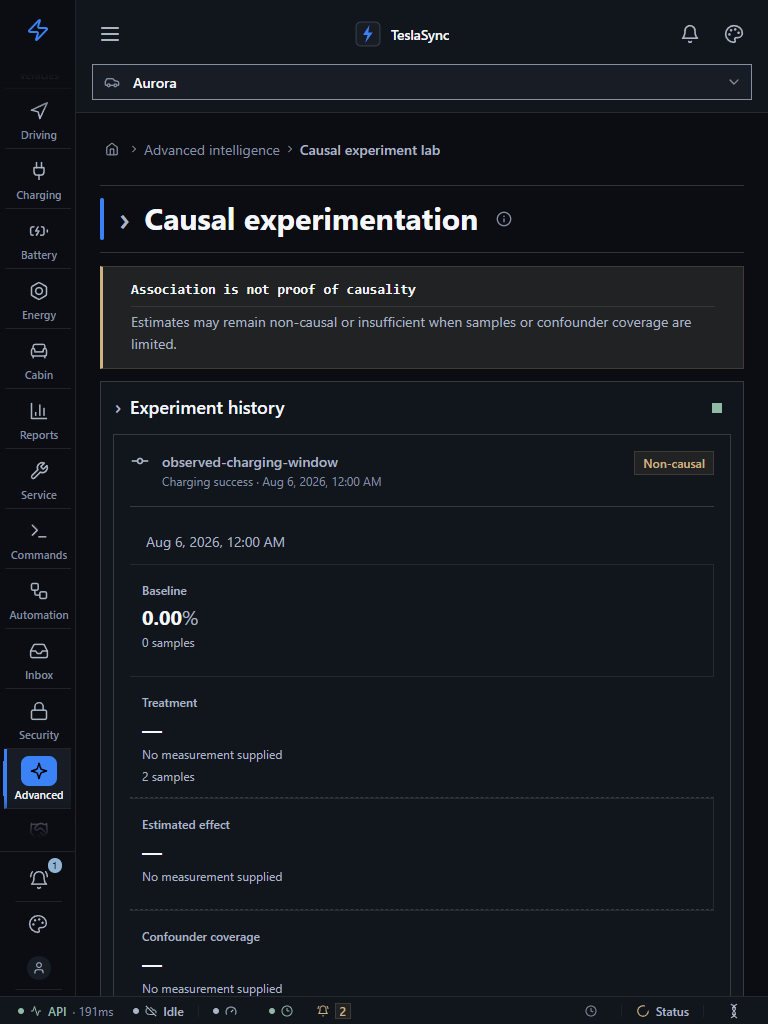 TeslaSync
Aurora
Driving
Charging
Battery
Energy
Cabin
Reports
Service
Commands
Automation
Inbox
Security
Advanced
1
Advanced intelligence
Causal experiment lab
Causal experimentation
Association is not proof of causality
Estimates may remain non-causal or insufficient when samples or confounder coverage are
limited.
Experiment history
observed-charging-window
Non-causal
Charging success · Aug 6, 2026, 12:00 AM
Aug 6, 2026, 12:00 AM
Baseline
0.00%
0 samples
Treatment
—
No measurement supplied
2 samples
Estimated effect
—
No measurement supplied
Confounder coverage
—
No measurement supplied
API · 191ms
Idle
2
Status